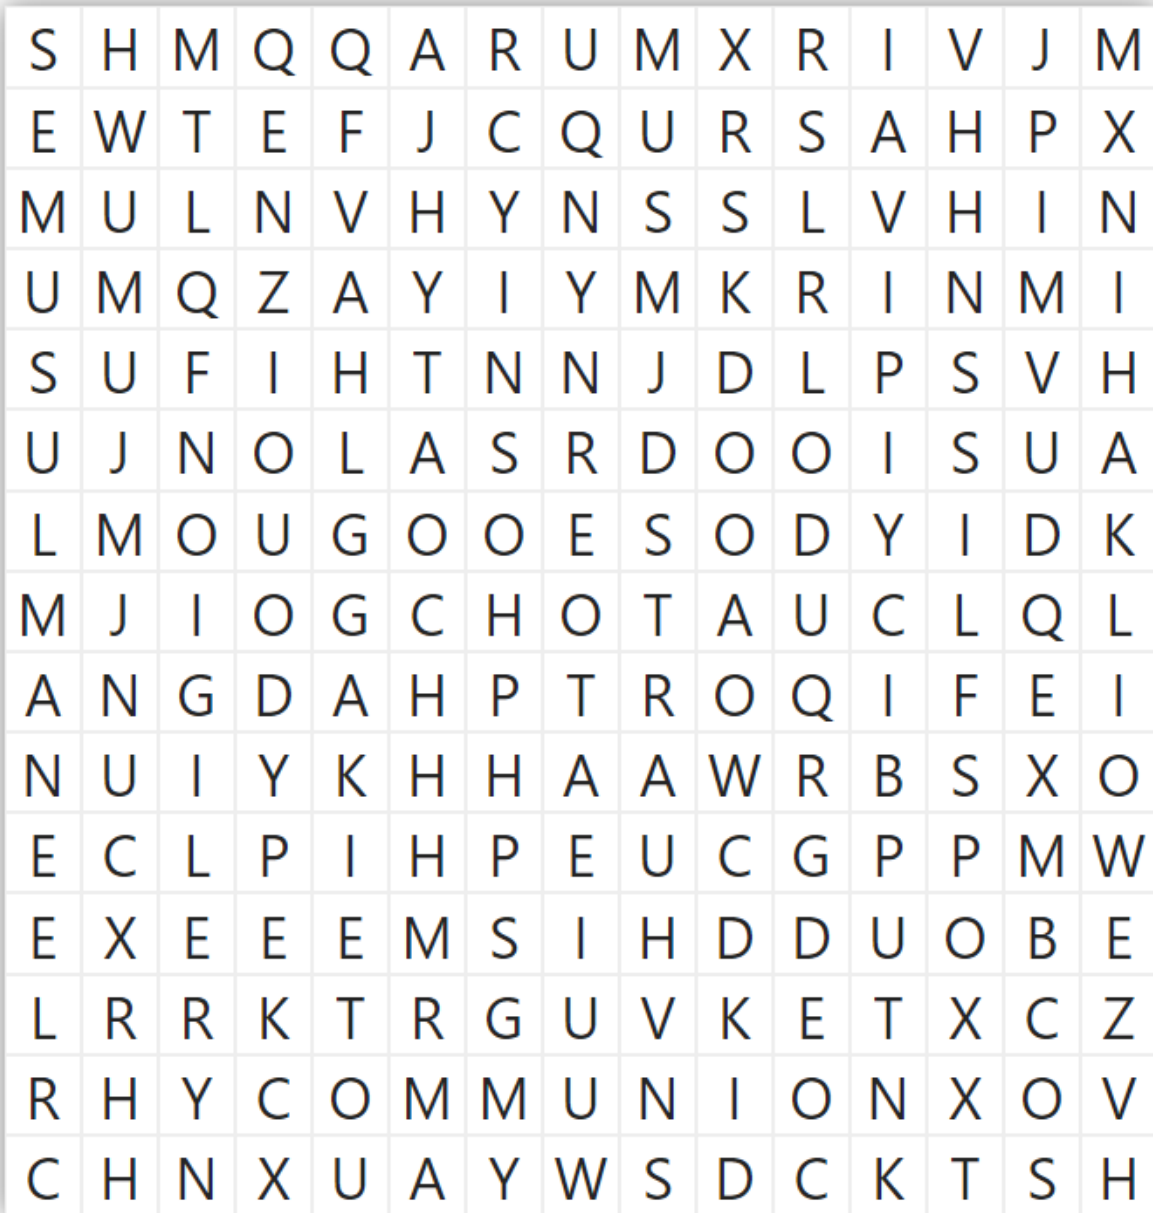 S H M Q Q A R U M X R I V J M
E W T E F J C Q U R S A H P X
M U L N V H Y N S S L V H I N
U M Q Z A Y I Y M K R I N M I
S U F I H T N N J D L P S V H
U J N O L A S R D O O I S U A
L M O U G O O E S O D Y I D K
M J I O G C H O T A U C L Q L
A N G D A H P T R O Q I F E I
N U I Y K H H A A W R B S X O
E C L P I H P E U C G P P M W
E X E E E M S I H D D U O B E
L R R K T R G U V K E T X C Z
R H Y C O M M U N I O N X O V
C H N X U A Y W S D C K T S H